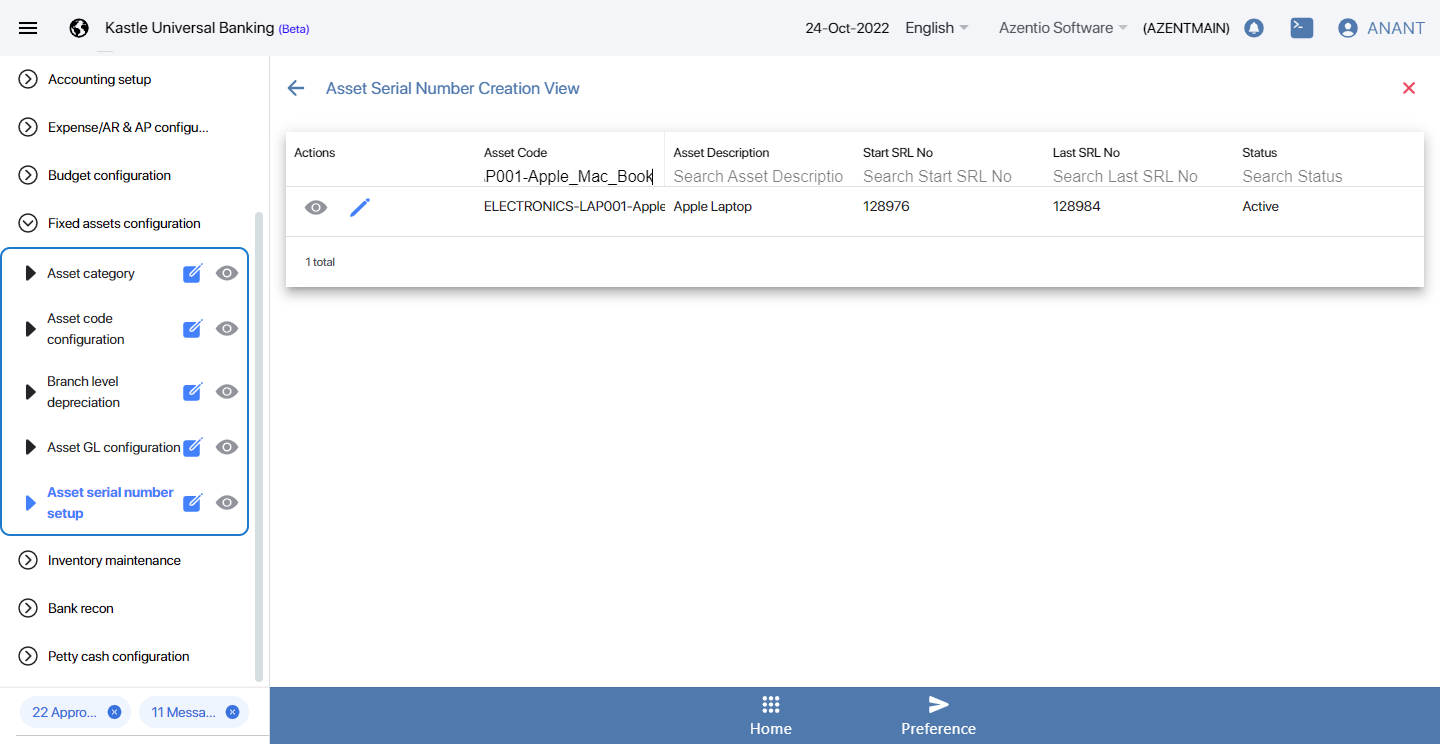 Kastle Universal Banking (Beta)
24-Oct-2022 English Azentio Software (AZENTMAIN) ANANT
Accounting setup
Expense/AR & AP configu...
Budget configuration
Fixed assets configuration
Asset category
Asset code
configuration
Branch level
depreciation
Asset GL configuration
Asset serial number
setup
Inventory maintenance
Bank recon
Petty cash configuration
22 Appro... 11 Messa...
Asset Serial Number Creation View
Actions Asset Code Asset Description Start SRL No Last SRL No Status
P001-Apple_Mac_Book Search Asset Descriptio Search Start SRL No Search Last SRL No Search Status
ELECTRONICS-LAP001-Apple Apple Laptop 128976 128984 Active
1 total
Home Preference